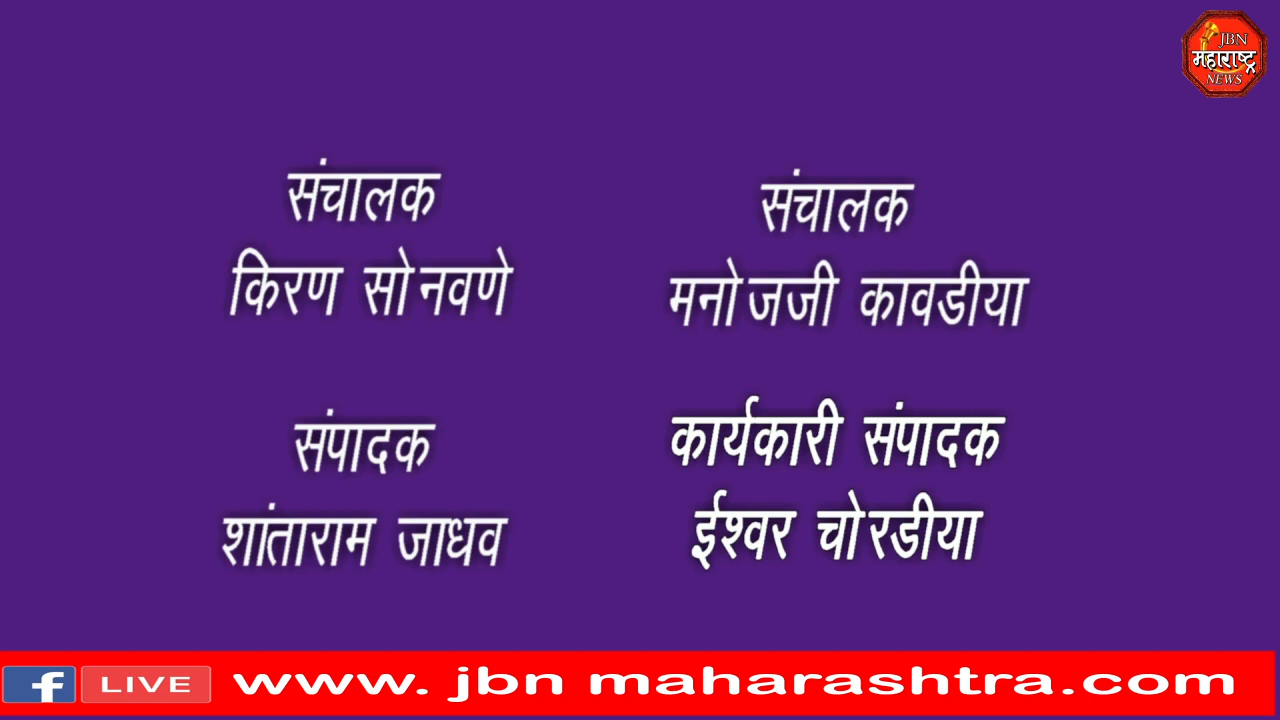 JBN
महाराष्ट्र
NEWS
संचालक
किरण सोनवणे
संचालक
मनोजजी कावडीया
संपादक
शांताराम जाधव
कार्यकारी संपादक
ईश्वर चोरडीया
f LIVE www. jbn maharashtra.com